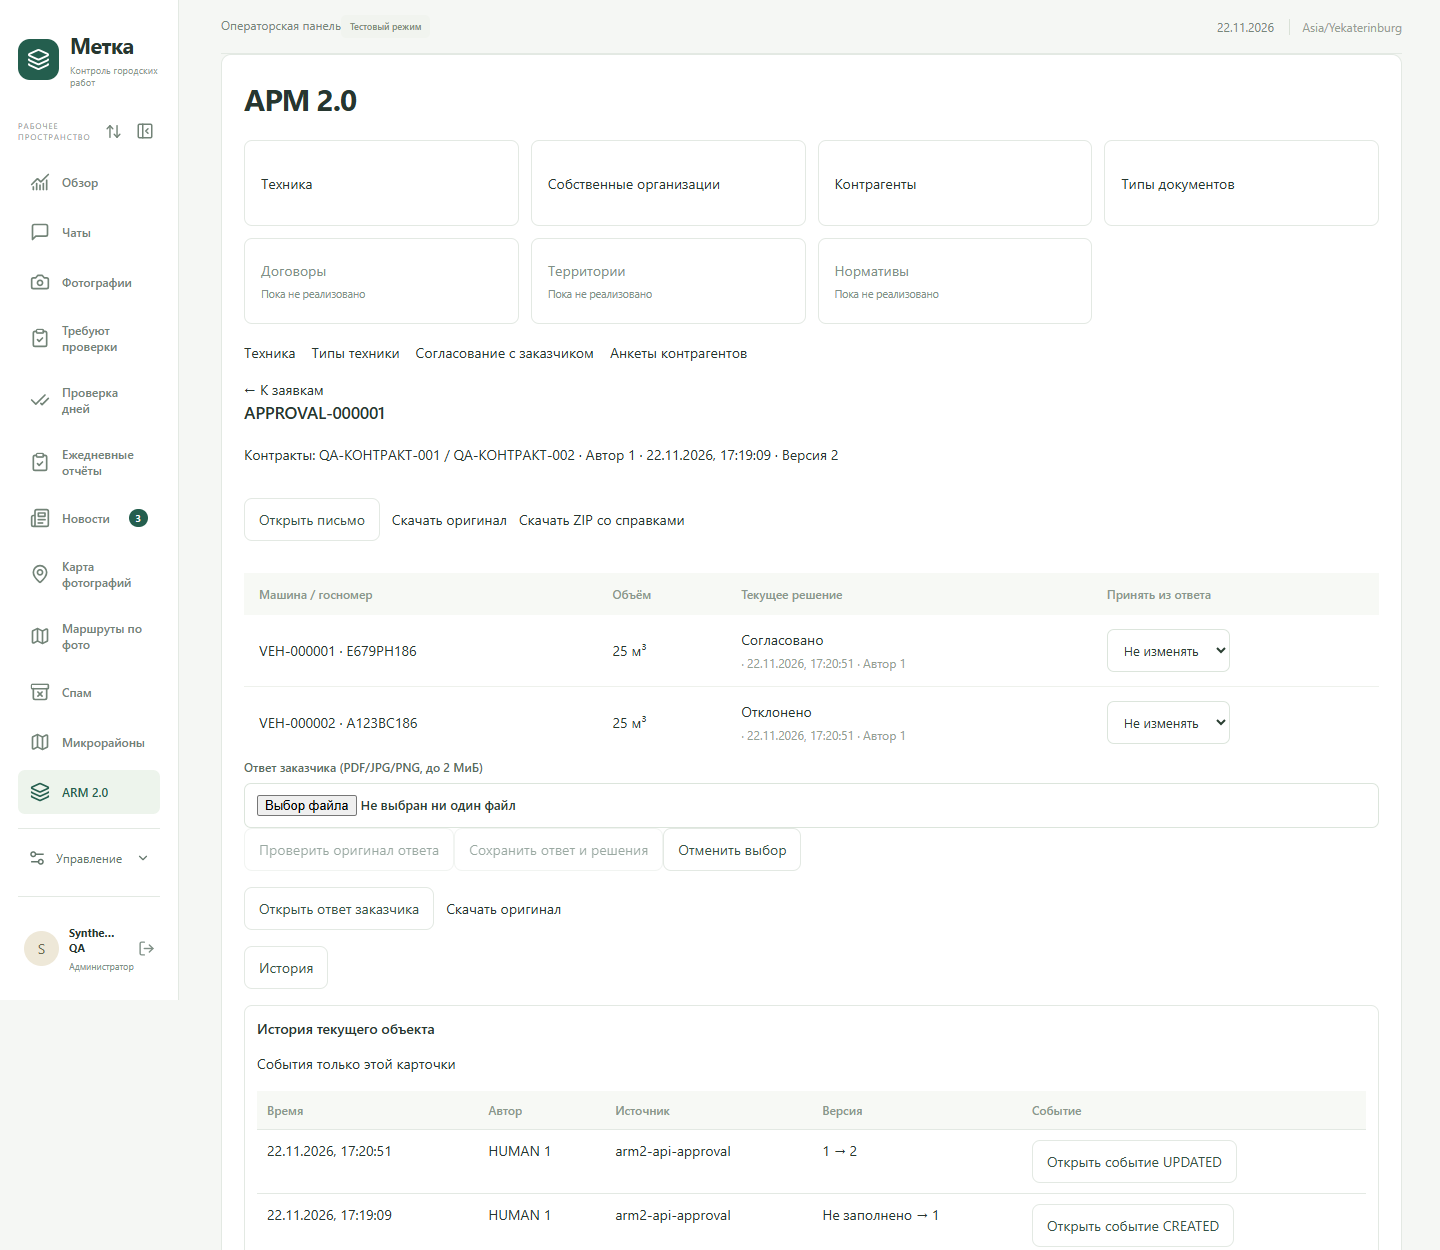 Метка
Контроль городских
работ
РАБОЧЕЕ
ПРОСТРАНСТВО
Обзор
Чаты
Фотографии
Требуют
проверки
Проверка
дней
Ежедневные
отчёты
Новости 3
Карта
фотографий
Маршруты по
фото
Спам
Микрорайоны
ARM 2.0
Управление
S
Synthe...
QA
Администратор
Операторская панель Тестовый режим
22.11.2026 Asia/Yekaterinburg
АРМ 2.0
Техника
Собственные организации
Контрагенты
Типы документов
Договоры
Пока не реализовано
Территории
Пока не реализовано
Нормативы
Пока не реализовано
Техника Типы техники Согласование с заказчиком Анкеты контрагентов
← К заявкам
APPROVAL-000001
Контракты: QA-КОНТРАКТ-001 / QA-КОНТРАКТ-002 · Автор 1 · 22.11.2026, 17:19:09 · Версия 2
Открыть письмо Скачать оригинал Скачать ZIP со справками
Машина / госномер Объём Текущее решение Принять из ответа
VEH-000001 · Е679РН186 25 м³ Согласовано Не изменять
· 22.11.2026, 17:20:51 · Автор 1
VEH-000002 · А123ВС186 25 м³ Отклонено Не изменять
· 22.11.2026, 17:20:51 · Автор 1
Ответ заказчика (PDF/JPG/PNG, до 2 МиБ)
Выбор файла Не выбран ни один файл
Проверить оригинал ответа Сохранить ответ и решения Отменить выбор
Открыть ответ заказчика Скачать оригинал
История
История текущего объекта
События только этой карточки
Время Автор Источник Версия Событие
22.11.2026, 17:20:51 HUMAN 1 arm2-api-approval 1 → 2 Открыть событие UPDATED
22.11.2026, 17:19:09 HUMAN 1 arm2-api-approval Не заполнено → 1 Открыть событие CREATED